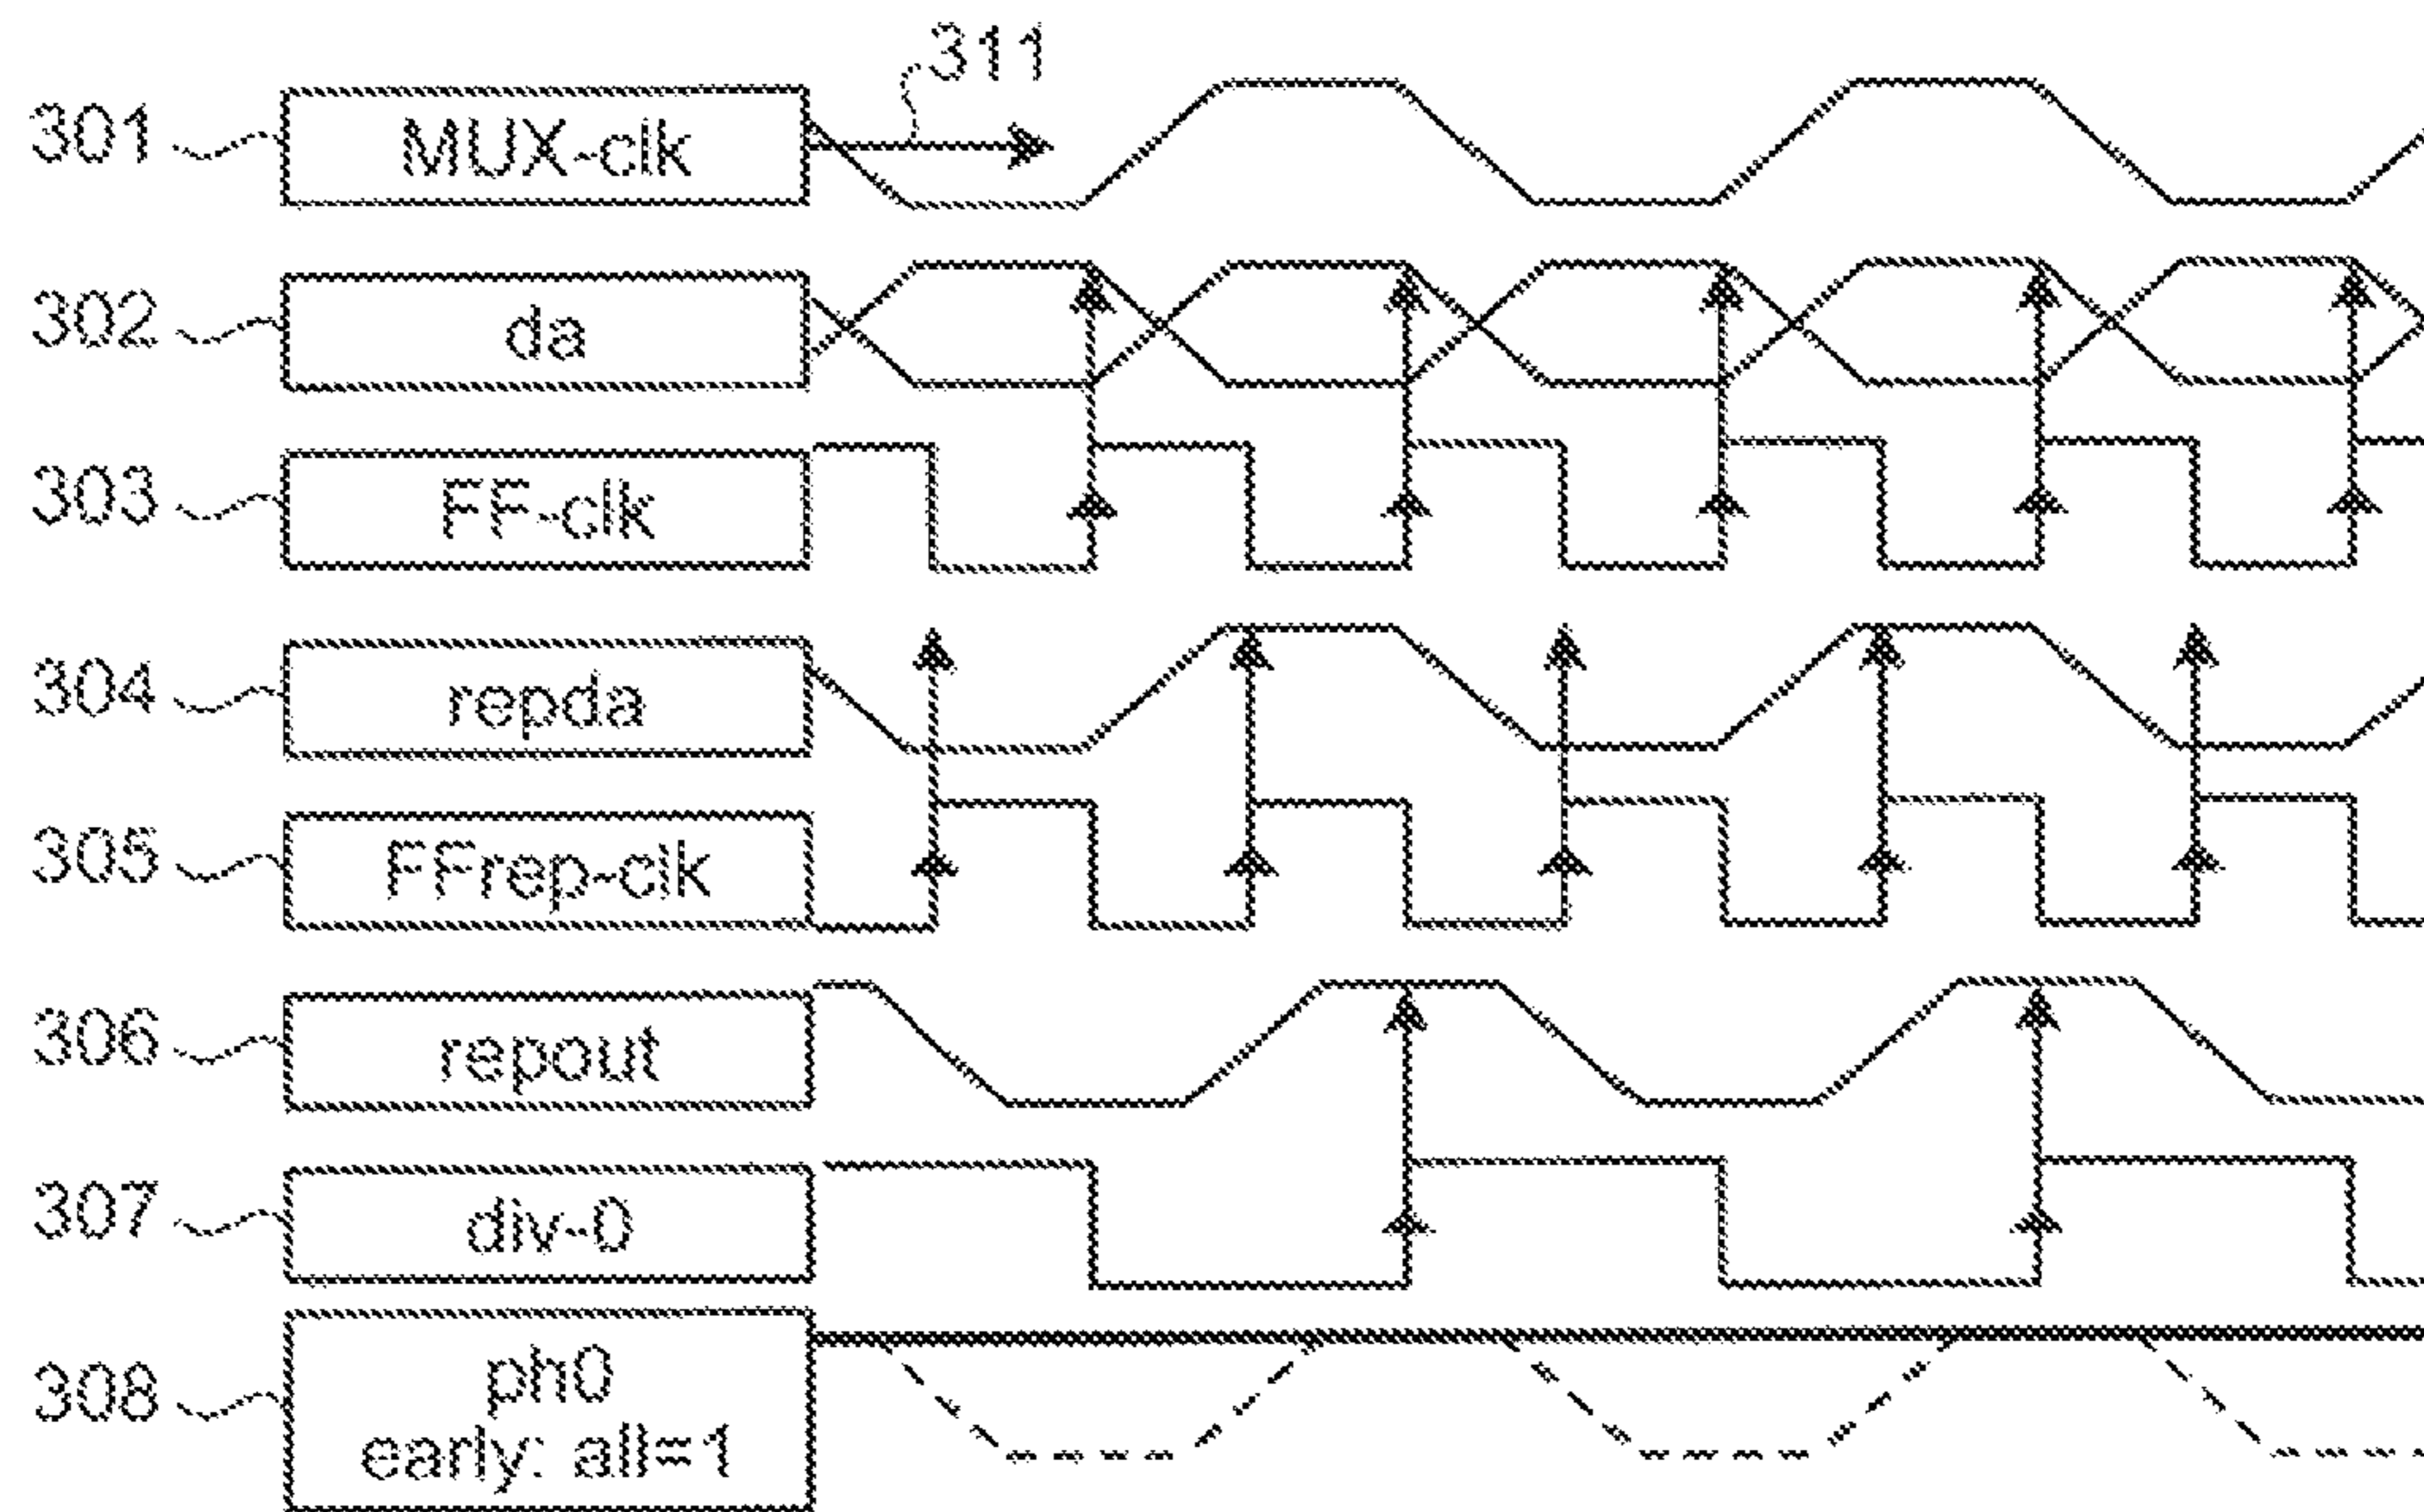 311
301 MUX-clk
302 da
303 FF-clk
304 repda
305 FFrep-clk
306 repout
307 div-0
308 ph0
early: all=1